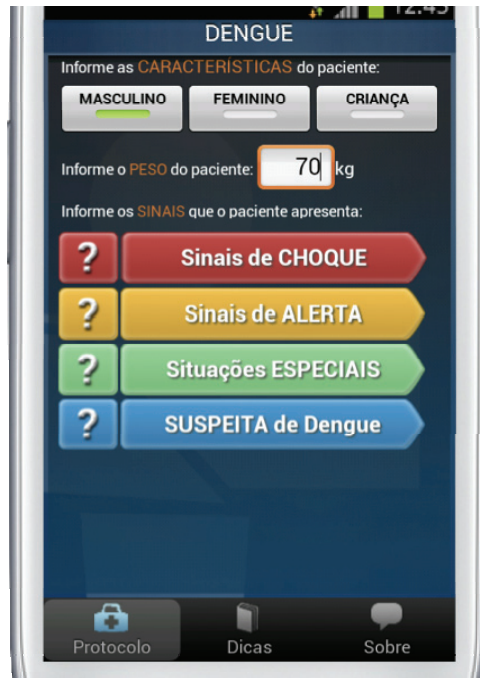 DENGUE
Informe as CARACTERÍSTICAS do paciente:
MASCULINO FEMININO CRIANÇA
Informe o PESO do paciente: 70 kg
Informe os SINAIS que o paciente apresenta:
? Sinais de CHOQUE
? Sinais de ALERTA
? Situações ESPECIAIS
? SUSPEITA de Dengue
Protocolo Dicas Sobre